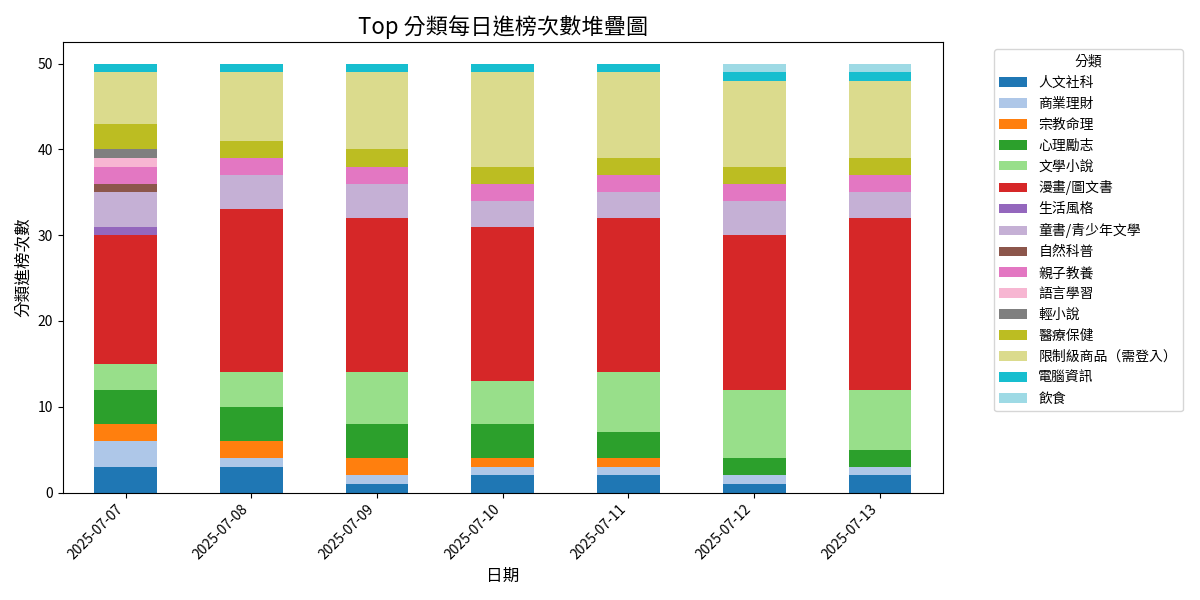 Top 分類每日進榜次數堆疊圖
分類進榜次數
50
40
30
20
10
0
2025-07-07
2025-07-08
2025-07-09
2025-07-10
2025-07-11
2025-07-12
2025-07-13
日期
分類
人文社科
商業理財
宗教命理
心理勵志
文學小說
漫畫/圖文書
生活風格
童書/青少年文學
自然科普
親子教養
語言學習
輕小說
醫療保健
限制級商品（需登入）
電腦資訊
飲食